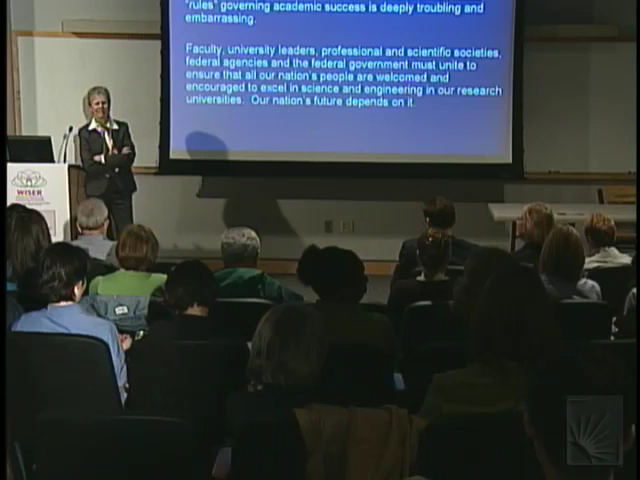 "rules" governing academic success is deeply troubling and
embarrassing.
Faculty, university leaders, professional and scientific societies,
federal agencies and the federal government must unite to
ensure that all our nation's people are welcomed and
encouraged to excel in science and engineering in our research
universities. Our nation's future depends on it.
WISER